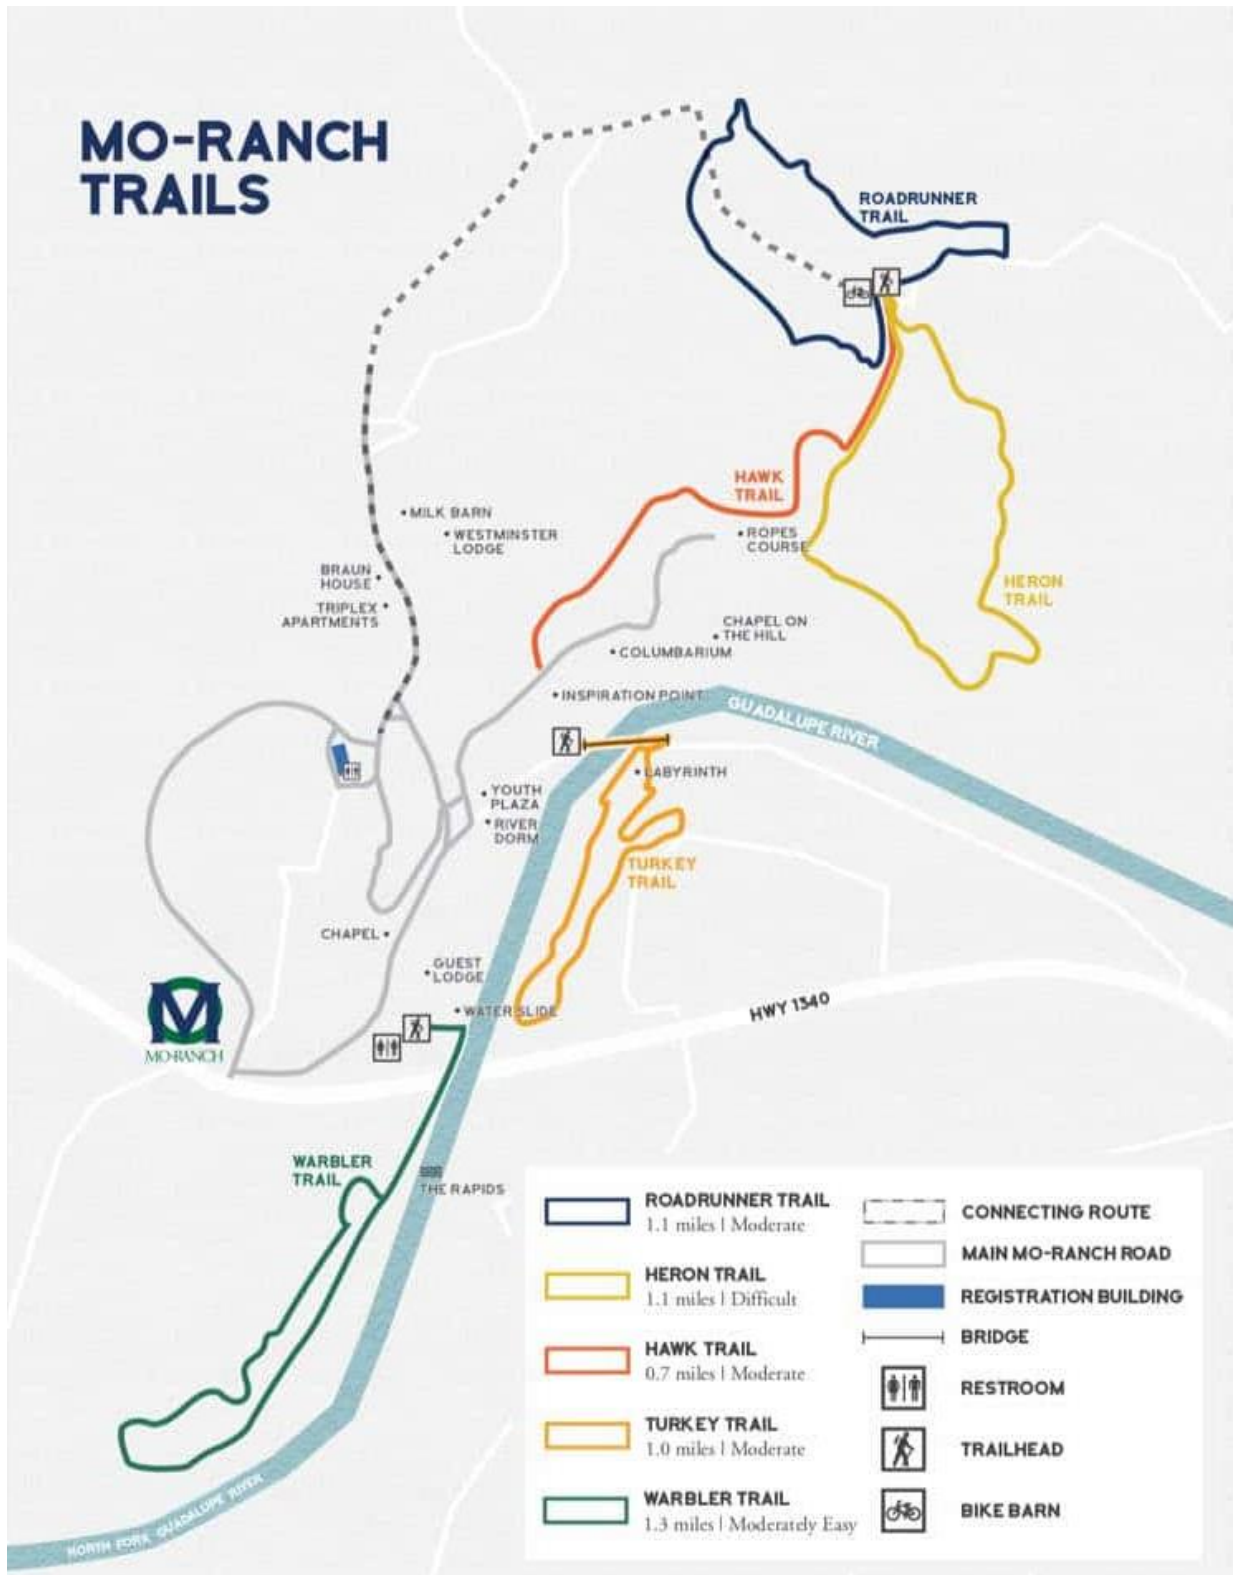 MO-RANCH
TRAILS
ROADRUNNER
TRAIL
HAWK
TRAIL
MILK BARN
WESTMINSTER
LODGE
ROPES
COURSE
BRAUN
HOUSE
TRIPLEX
APARTMENTS
HERON
TRAIL
CHAPEL ON
THE HILL
COLUMBARIUM
INSPIRATION POINT
GUADALUPE RIVER
LABYRINTH
YOUTH
PLAZA
RIVER
DORM
TURKEY
TRAIL
CHAPEL
GUEST
LODGE
WATER SLIDE
HWY 1340
M
MO-RANCH
WARBLER
TRAIL
THE RAPIDS
NORTH FORK GUADALUPE RIVER
ROADRUNNER TRAIL
1.1 miles | Moderate
HERON TRAIL
1.1 miles | Difficult
HAWK TRAIL
0.7 miles | Moderate
TURKEY TRAIL
1.0 miles | Moderate
WARBLER TRAIL
1.3 miles | Moderately Easy
CONNECTING ROUTE
MAIN MO-RANCH ROAD
REGISTRATION BUILDING
BRIDGE
RESTROOM
TRAILHEAD
BIKE BARN